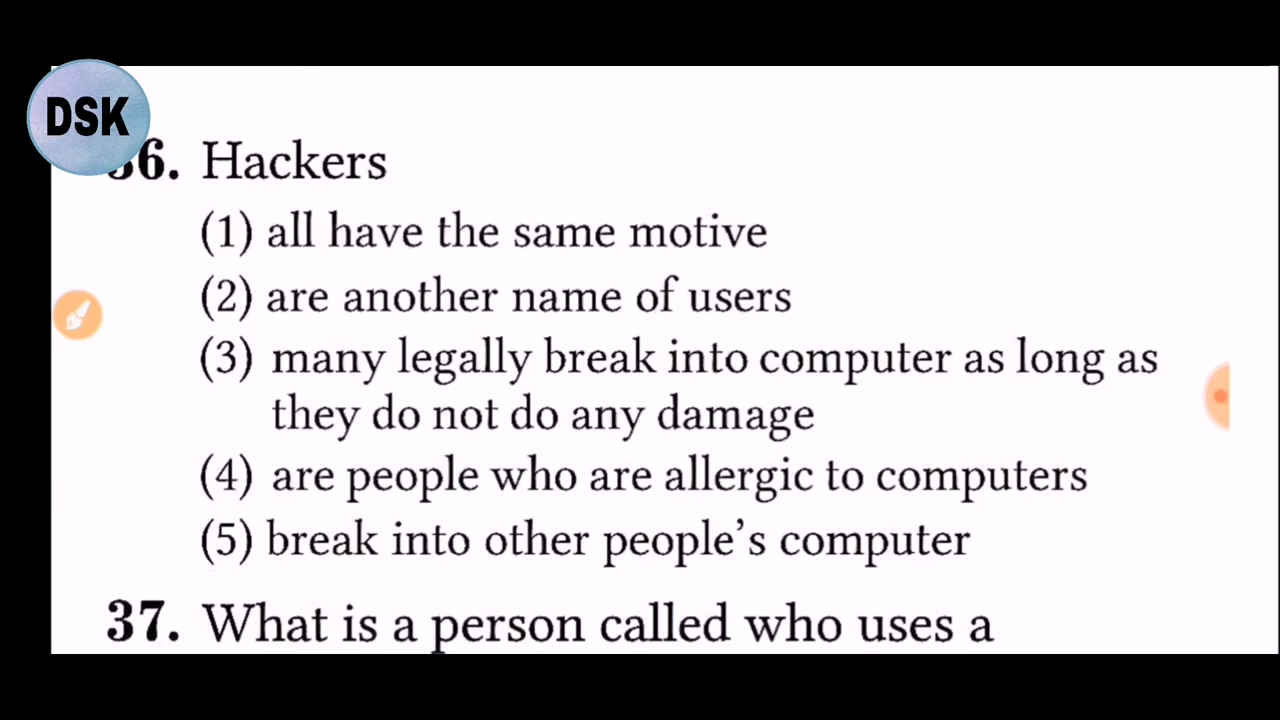 DSK
36. Hackers
(1) all have the same motive
(2) are another name of users
(3) many legally break into computer as long as
they do not do any damage
(4) are people who are allergic to computers
(5) break into other people’s computer
37. What is a person called who uses a